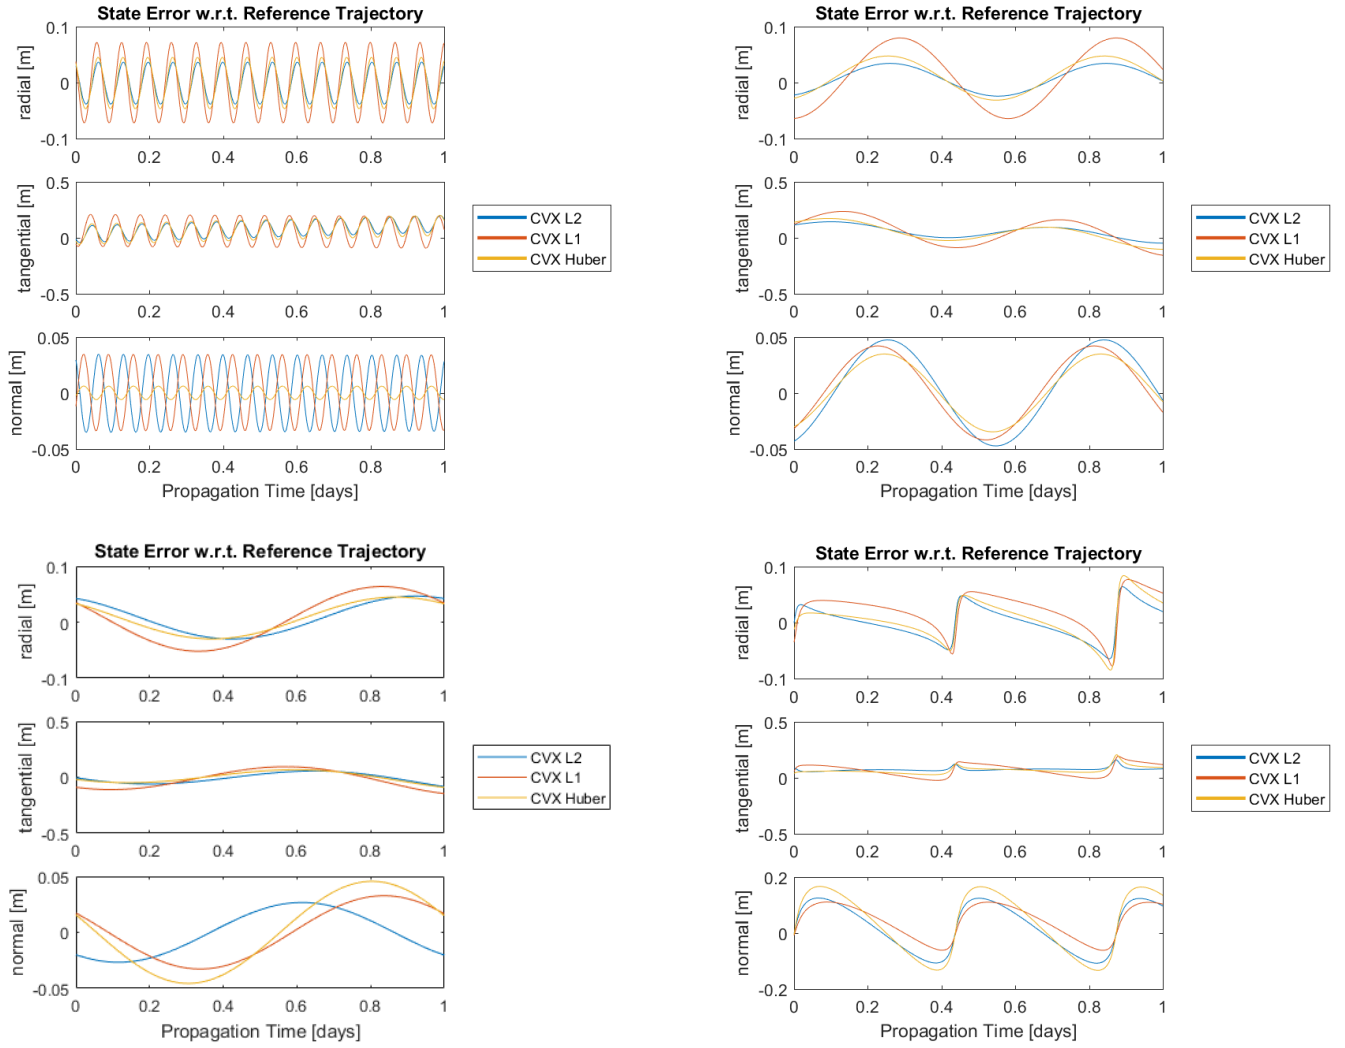 State Error w.r.t. Reference Trajectory
0.1
0
-0.1
radial [m]
0 0.2 0.4 0.6 0.8 1
0.5
0
-0.5
tangential [m]
0 0.2 0.4 0.6 0.8 1
0.05
0
-0.05
normal [m]
0 0.2 0.4 0.6 0.8 1
Propagation Time [days]
CVX L2
CVX L1
CVX Huber
State Error w.r.t. Reference Trajectory
0.1
0
-0.1
radial [m]
0 0.2 0.4 0.6 0.8 1
0.5
0
-0.5
tangential [m]
0 0.2 0.4 0.6 0.8 1
0.05
0
-0.05
normal [m]
0 0.2 0.4 0.6 0.8 1
Propagation Time [days]
CVX L2
CVX L1
CVX Huber
State Error w.r.t. Reference Trajectory
0.1
0
-0.1
radial [m]
0 0.2 0.4 0.6 0.8 1
0.5
0
-0.5
tangential [m]
0 0.2 0.4 0.6 0.8 1
0.05
0
-0.05
normal [m]
0 0.2 0.4 0.6 0.8 1
Propagation Time [days]
CVX L2
CVX L1
CVX Huber
State Error w.r.t. Reference Trajectory
0.1
0
-0.1
radial [m]
0 0.2 0.4 0.6 0.8 1
0.5
0
-0.5
tangential [m]
0 0.2 0.4 0.6 0.8 1
0.2
0
-0.2
normal [m]
0 0.2 0.4 0.6 0.8 1
Propagation Time [days]
CVX L2
CVX L1
CVX Huber